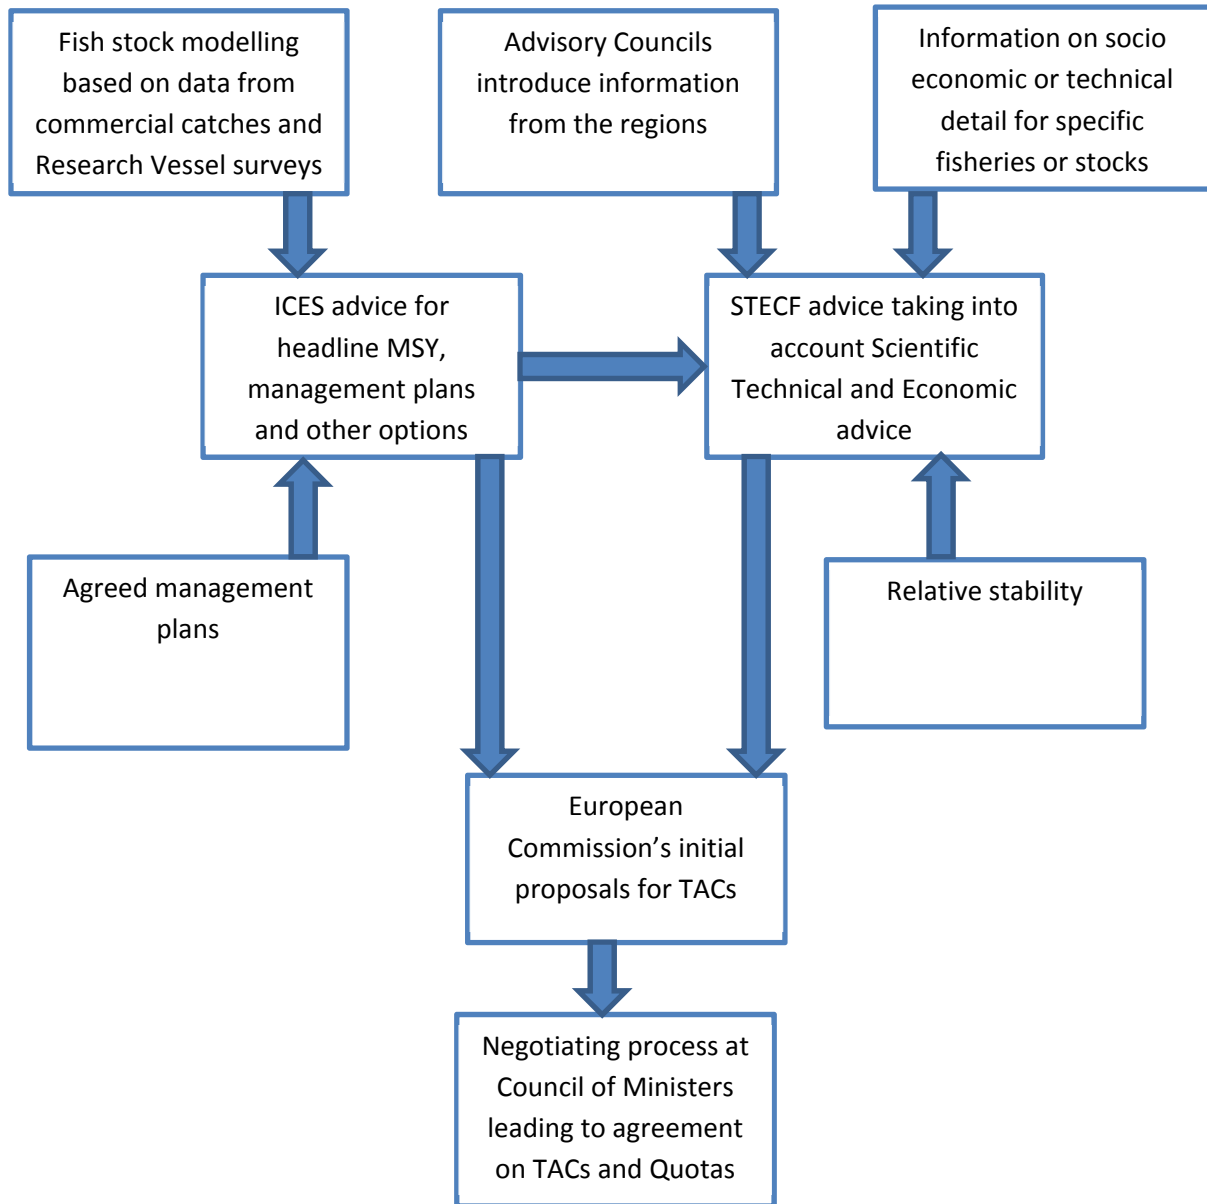 Fish stock modelling
based on data from
commercial catches and
Research Vessel surveys
Advisory Councils
introduce information
from the regions
Information on socio
economic or technical
detail for specific
fisheries or stocks
ICES advice for
headline MSY,
management plans
and other options
STECF advice taking into
account Scientific
Technical and Economic
advice
Agreed management
plans
Relative stability
European
Commission’s initial
proposals for TACs
Negotiating process at
Council of Ministers
leading to agreement
on TACs and Quotas